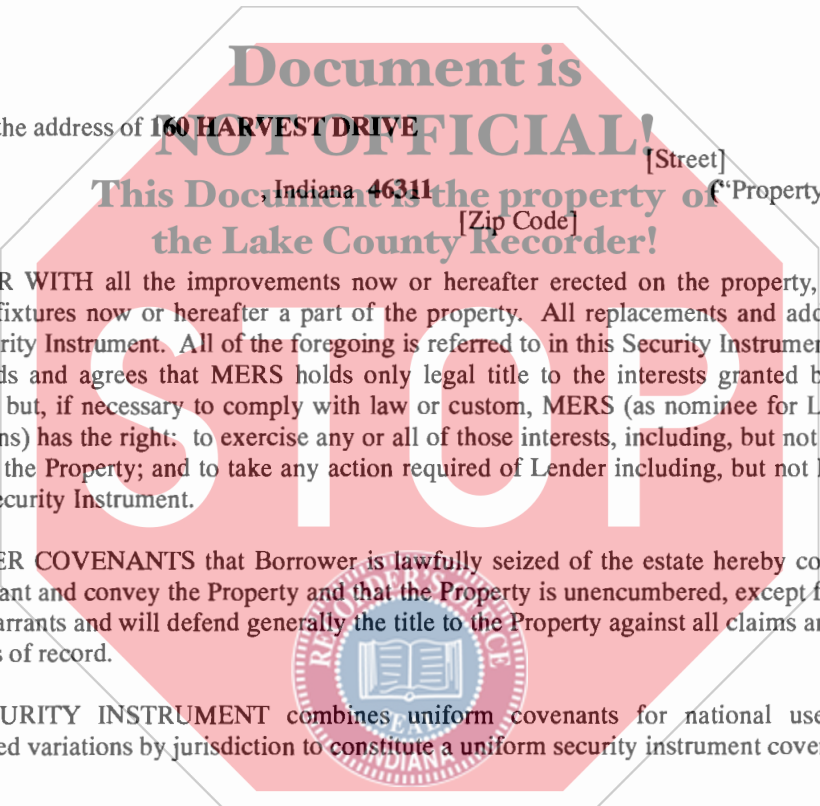 Document is
NOT OFFICIAL!
This Document is the property of
the Lake County Recorder!
STOP
the address of 160 HARVEST DRIVE
[Street]
, Indiana 46311 (“Property
[Zip Code]
R WITH all the improvements now or hereafter erected on the property,
fixtures now or hereafter a part of the property. All replacements and add
rity Instrument. All of the foregoing is referred to in this Security Instrumen
ds and agrees that MERS holds only legal title to the interests granted b
but, if necessary to comply with law or custom, MERS (as nominee for L
ns) has the right: to exercise any or all of those interests, including, but not
the Property; and to take any action required of Lender including, but not l
ecurity Instrument.
ER COVENANTS that Borrower is lawfully seized of the estate hereby co
ant and convey the Property and that the Property is unencumbered, except f
arrants and will defend generally the title to the Property against all claims an
s of record.
URITY INSTRUMENT combines uniform covenants for national use
ed variations by jurisdiction to constitute a uniform security instrument cover
RECORDER'S OFFICE
SEAL
INDIANA